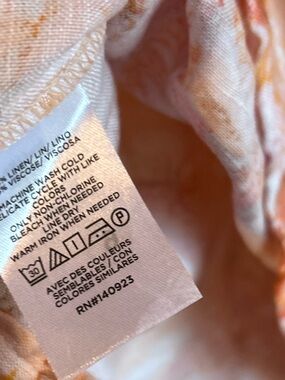 % LINEN/ LIN/ LINO
% VISCOSE/ VISCOSA
MACHINE WASH COLD
DELICATE CYCLE WITH LIKE
COLORS
ONLY NON-CHLORINE
BLEACH WHEN NEEDED
LINE DRY
WARM IRON WHEN NEEDED
30 P
AVEC DES COULEURS
SEMBLABLES / CON
COLORES SIMILARES
RN#140923